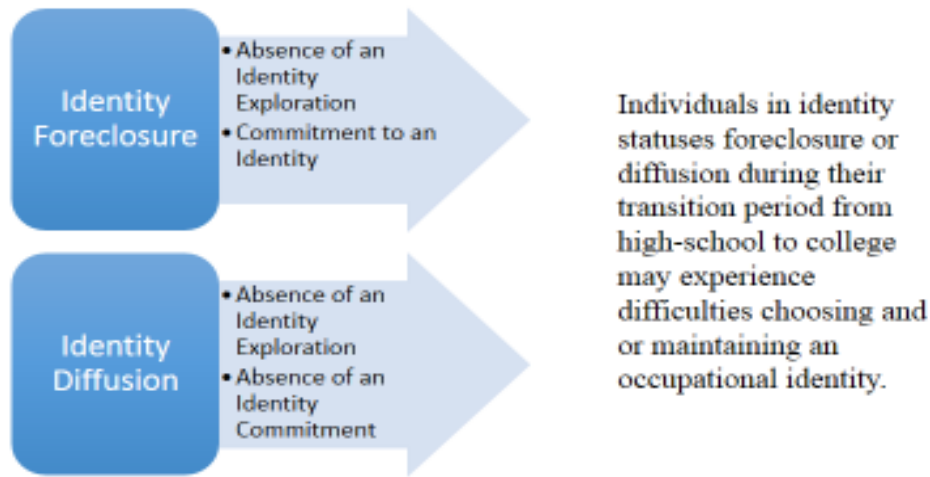 Identity
Foreclosure
• Absence of an
Identity
Exploration
• Commitment to an
Identity
Identity
Diffusion
• Absence of an
Identity
Exploration
• Absence of an
Identity
Commitment
Individuals in identity
statuses foreclosure or
diffusion during their
transition period from
high-school to college
may experience
difficulties choosing and
or maintaining an
occupational identity.